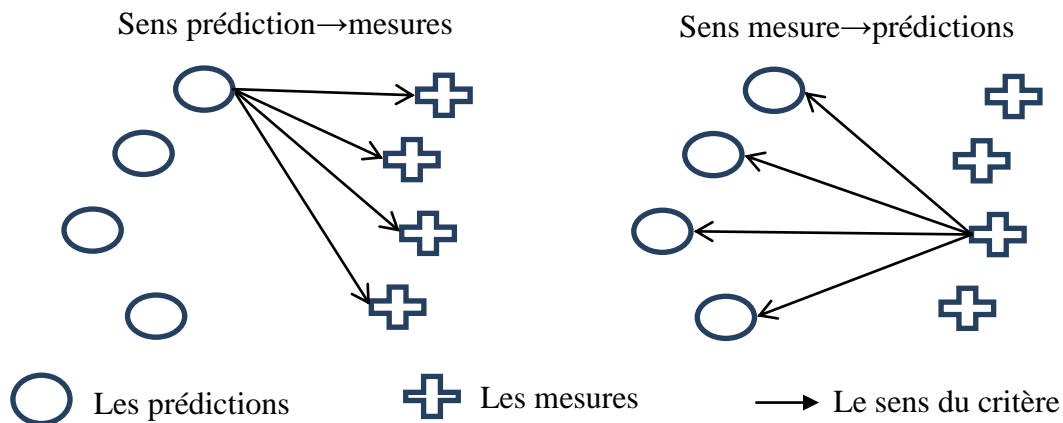 Sens prédiction→mesures
Sens mesure→prédictions
Les prédictions
Les mesures
Le sens du critère